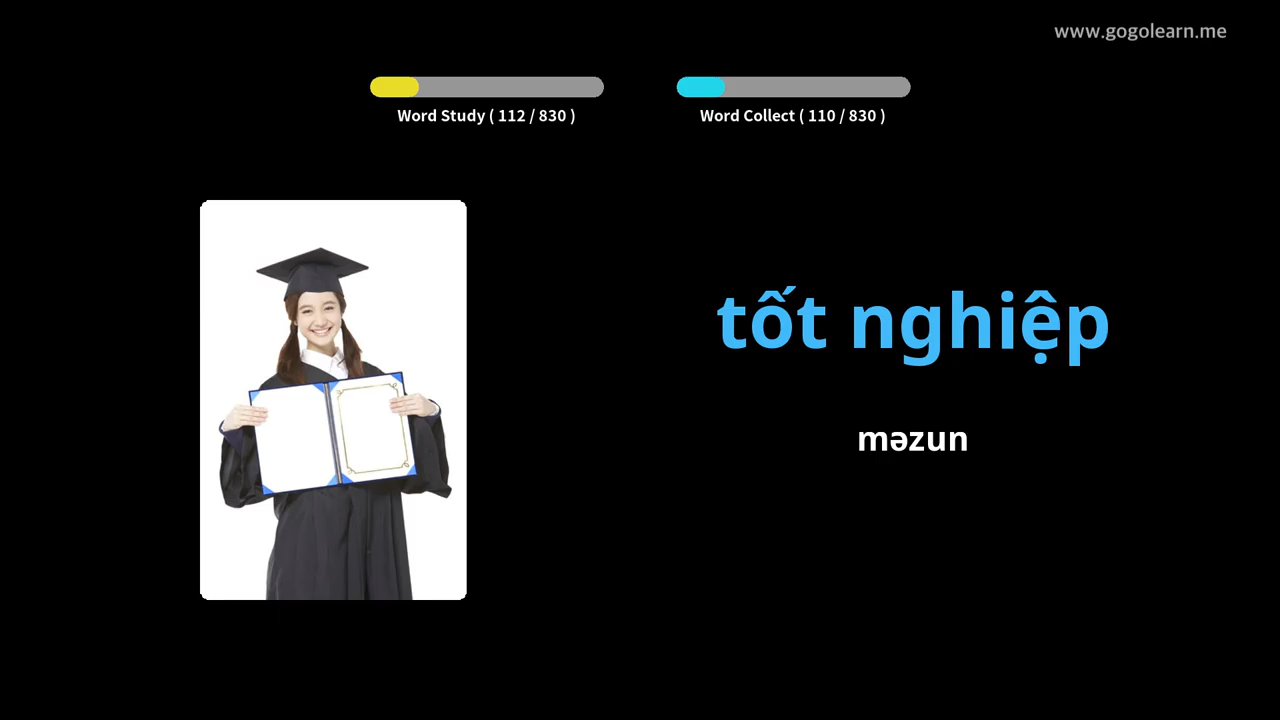 www.gogolearn.me
Word Study ( 112 / 830 )
Word Collect ( 110 / 830 )
tốt nghiệp
məzun